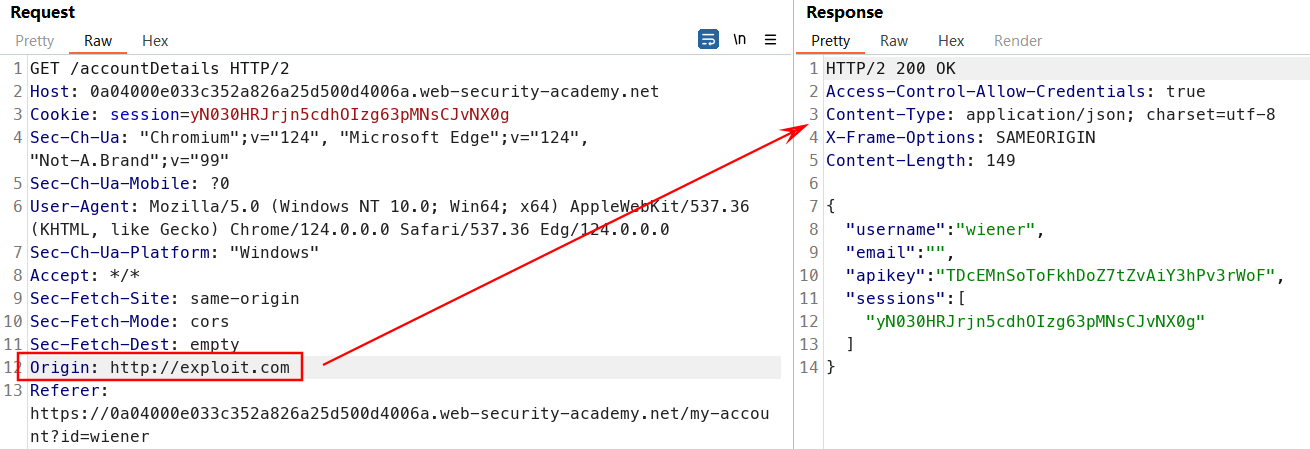 Request
Pretty Raw Hex
\n
1 GET /accountDetails HTTP/2
2 Host: 0a04000e033c352a826a25d500d4006a.web-security-academy.net
3 Cookie: session=yN030HRJrjn5cdhOIzg63pMNsCJvNX0g
4 Sec-Ch-Ua: "Chromium";v="124", "Microsoft Edge";v="124",
"Not-A.Brand";v="99"
5 Sec-Ch-Ua-Mobile: ?0
6 User-Agent: Mozilla/5.0 (Windows NT 10.0; Win64; x64) AppleWebKit/537.36
(KHTML, like Gecko) Chrome/124.0.0.0 Safari/537.36 Edg/124.0.0.0
7 Sec-Ch-Ua-Platform: "Windows"
8 Accept: */*
9 Sec-Fetch-Site: same-origin
10 Sec-Fetch-Mode: cors
11 Sec-Fetch-Dest: empty
12 Origin: http://exploit.com
13 Referer:
https://0a04000e033c352a826a25d500d4006a.web-security-academy.net/my-accou
nt?id=wiener
Response
Pretty Raw Hex Render
1 HTTP/2 200 OK
2 Access-Control-Allow-Credentials: true
3 Content-Type: application/json; charset=utf-8
4 X-Frame-Options: SAMEORIGIN
5 Content-Length: 149
6
7 {
8 "username":"wiener",
9 "email":"",
10 "apikey":"TDcEMnSoToFkhDoZ7tZvAiY3hPv3rWoF",
11 "sessions":[
12 "yN030HRJrjn5cdhOIzg63pMNsCJvNX0g"
13 ]
14 }